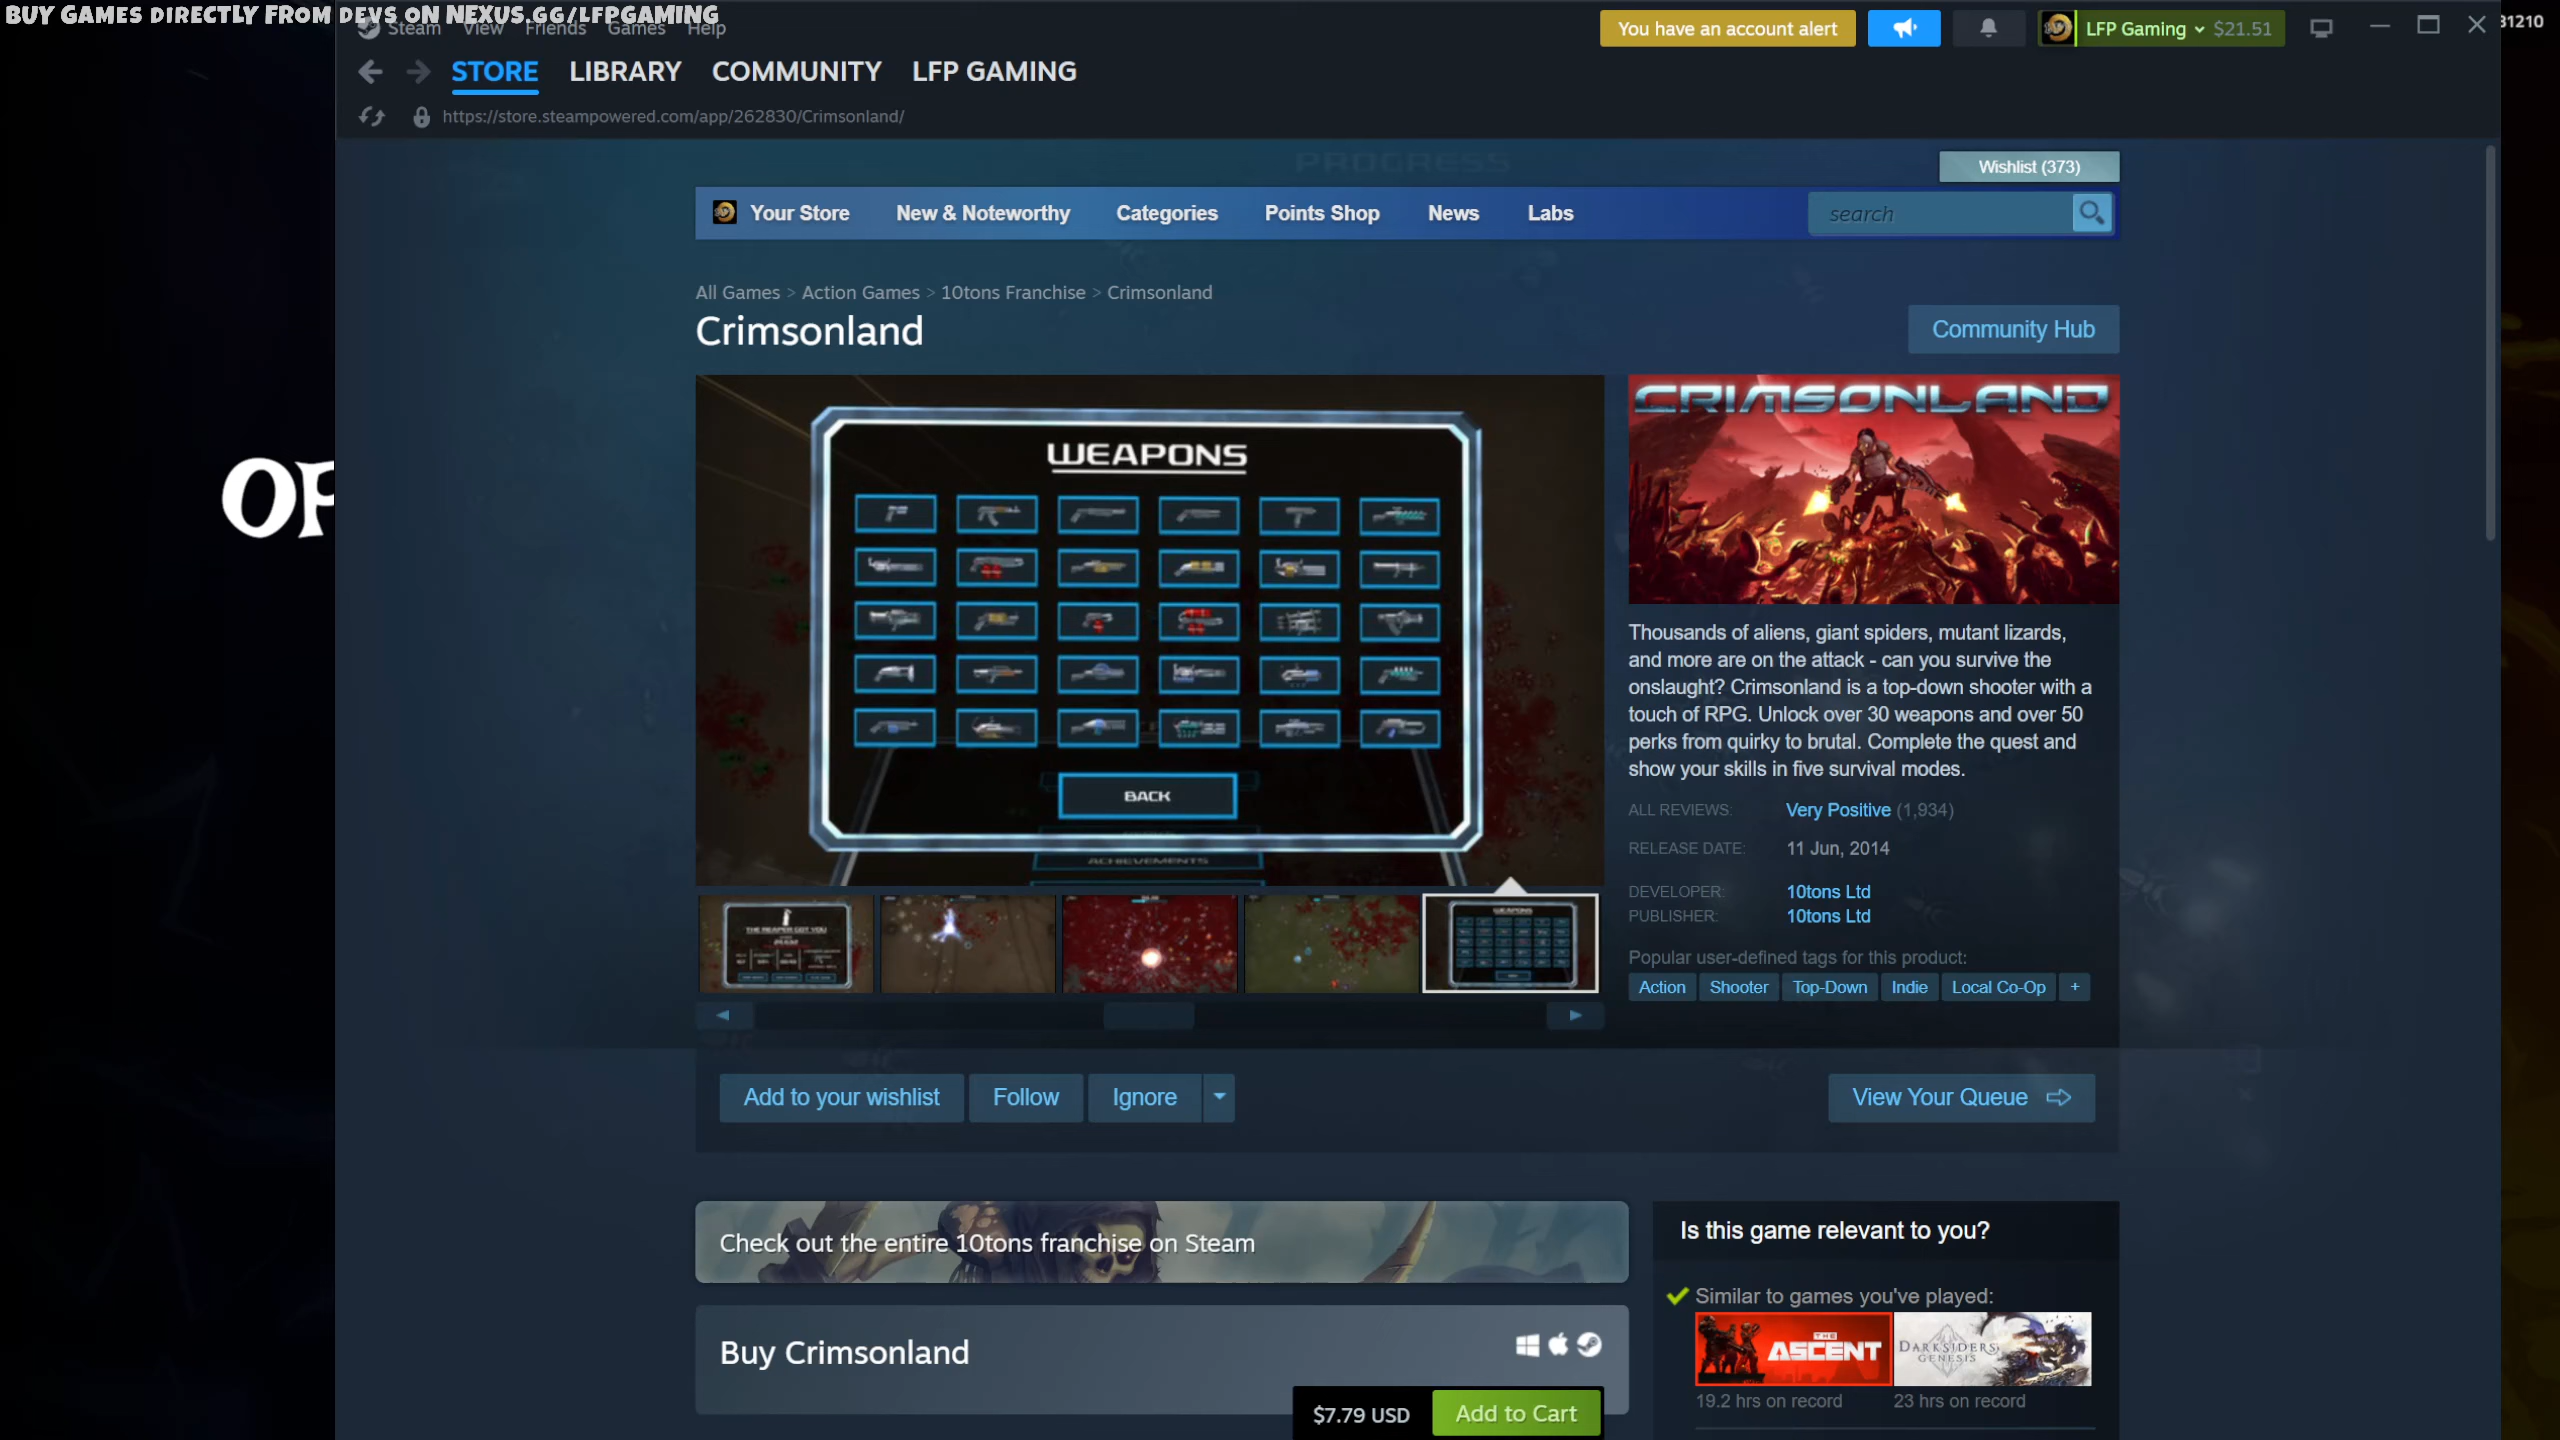 BUY GAMES DIRECTLY FROM DEVS ON NEXUS.GG/LFPGAMING
Steam View Friends Games Help
You have an account alert
LFP Gaming $21.51
31210
STORE LIBRARY COMMUNITY LFP GAMING
https://store.steampowered.com/app/262830/Crimsonland/
PROGRESS
Wishlist (373)
Your Store New & Noteworthy Categories Points Shop News Labs
search
All Games > Action Games > 10tons Franchise > Crimsonland
Crimsonland
Community Hub
OP
WEAPONS
BACK
ACHIEVEMENTS
CRIMSONLAND
Thousands of aliens, giant spiders, mutant lizards,
and more are on the attack - can you survive the
onslaught? Crimsonland is a top-down shooter with a
touch of RPG. Unlock over 30 weapons and over 50
perks from quirky to brutal. Complete the quest and
show your skills in five survival modes.
ALL REVIEWS: Very Positive (1,934)
RELEASE DATE: 11 Jun, 2014
DEVELOPER: 10tons Ltd
PUBLISHER: 10tons Ltd
Popular user-defined tags for this product:
Action Shooter Top-Down Indie Local Co-Op +
THE REAPER GOT YOU
WEAPONS
Add to your wishlist Follow Ignore
View Your Queue
Check out the entire 10tons franchise on Steam
Buy Crimsonland
$7.79 USD Add to Cart
Is this game relevant to you?
Similar to games you've played:
THE ASCENT
DARKSIDERS GENESIS
19.2 hrs on record 23 hrs on record